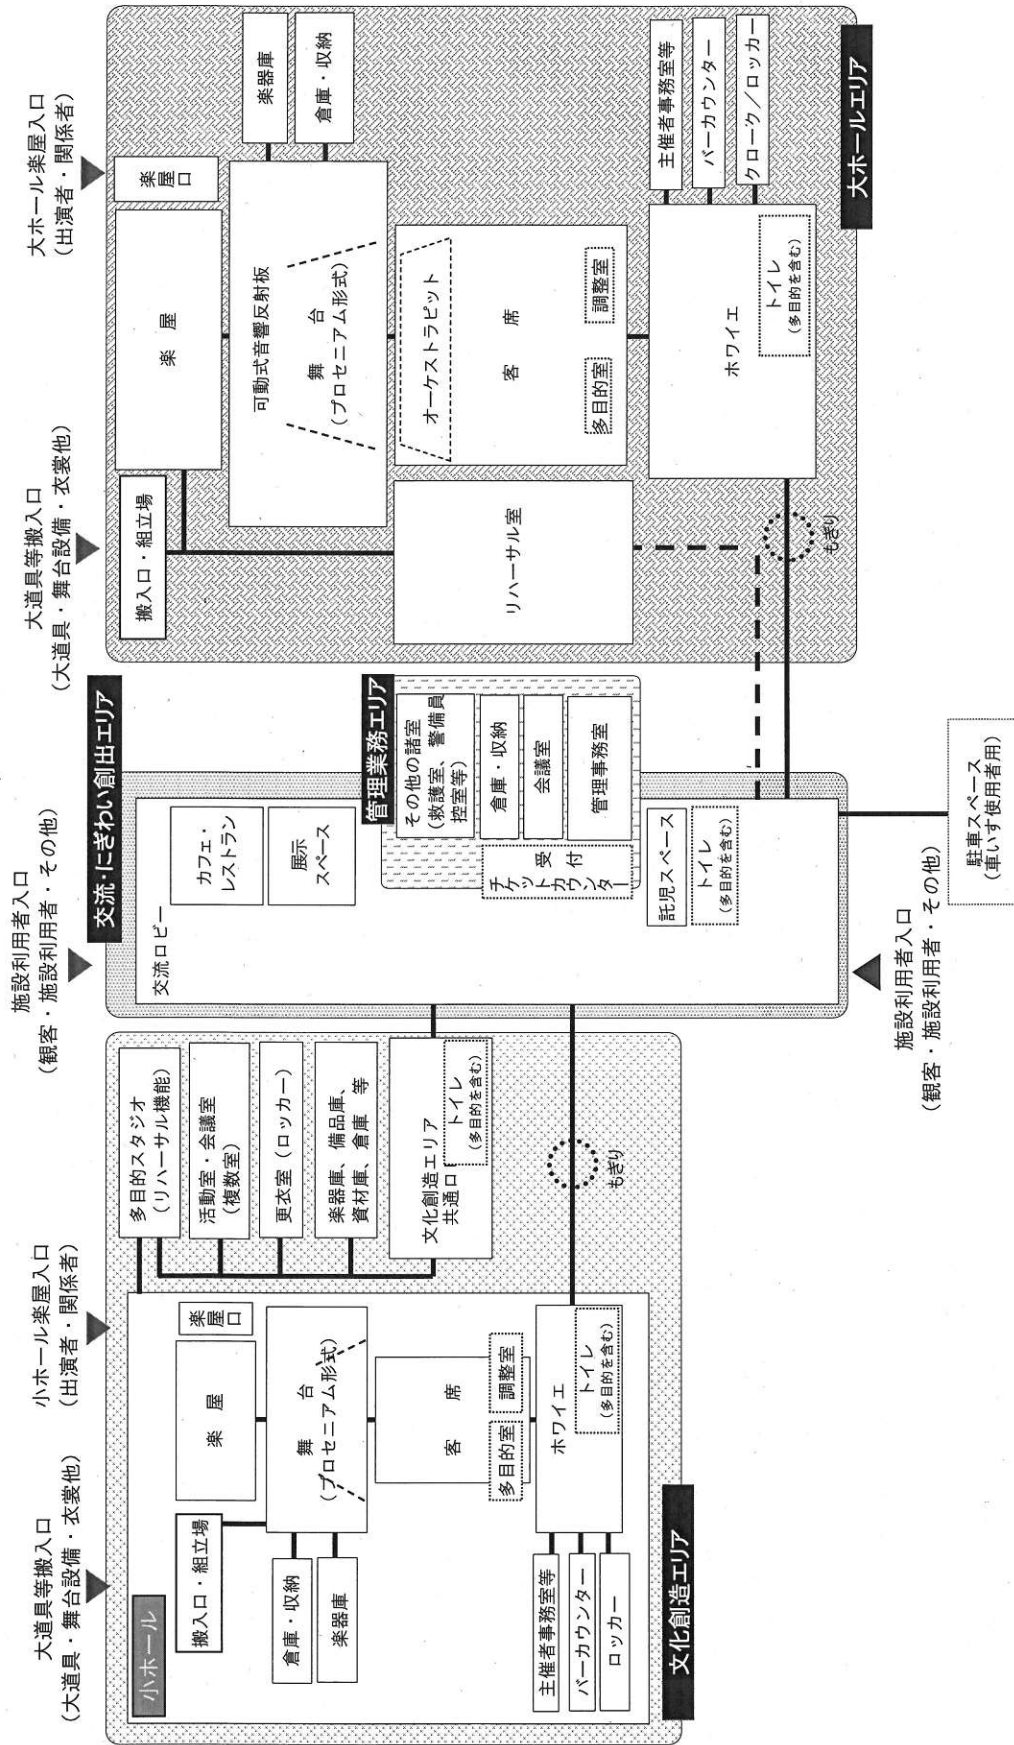 大道具等搬入口
(大道具・舞台設備・衣裳他)
小ホール楽屋入口
(出演者・関係者)
施設利用者入口
(観客・施設利用者・その他)
大道具等搬入口
(大道具・舞台設備・衣裳他)
大ホール楽屋入口
(出演者・関係者)
小ホール
搬入口・組立場
楽屋
楽屋
口
倉庫・収納
楽器庫
舞台
(プロセニアム形式)
客席
多目的室
調整室
主催者事務室等
バーカウンター
ロッカー
ホワイエ
トイレ
(多目的を含む)
多目的スタジオ
(リハーサル機能)
活動室・会議室
(複数室)
更衣室(ロッカー)
楽器庫、備品庫、
資材庫、倉庫 等
文化創造エリア
共通ロ
トイレ
(多目的を含む)
もぎり
文化創造エリア
交流・にぎわい創出エリア
交流ロビー
カフェ・
レストラン
展示
スペース
管理業務エリア
その他の諸室
(救護室、警備員
控室等)
倉庫・収納
会議室
管理事務室
受付
チケットカウンター
託児スペース
トイレ
(多目的を含む)
施設利用者入口
(観客・施設利用者・その他)
駐車スペース
(車いす使用者用)
搬入口・組立場
楽屋
楽屋
口
可動式音響反射板
舞台
(プロセニアム形式)
楽器庫
倉庫・収納
リハーサル室
オーケストラピット
客席
多目的室
調整室
ホワイエ
トイレ
(多目的を含む)
主催者事務室等
バーカウンター
クローク/ロッカー
もぎり
大ホールエリア